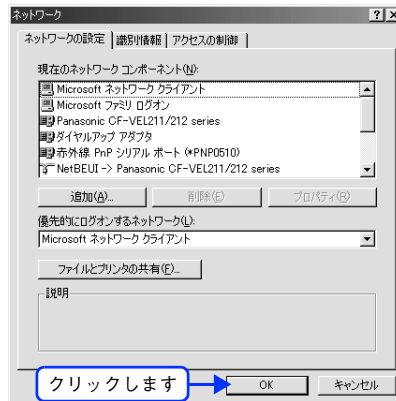 ネットワーク
ネットワークの設定 識別情報 アクセスの制御
現在のネットワーク コンポーネント(N):
Microsoft ネットワーク クライアント
Microsoft ファミリ ログオン
Panasonic CF-VEL211/212 series
ダイヤルアップ アダプタ
赤外線 PnP シリアル ポート (*PNP0510)
NetBEUI -> Panasonic CF-VEL211/212 series
追加(A)... 削除(E) プロパティ(R)
優先的にログオンするネットワーク(L):
Microsoft ネットワーク クライアント
ファイルとプリンタの共有(F)...
説明
クリックします OK キャンセル